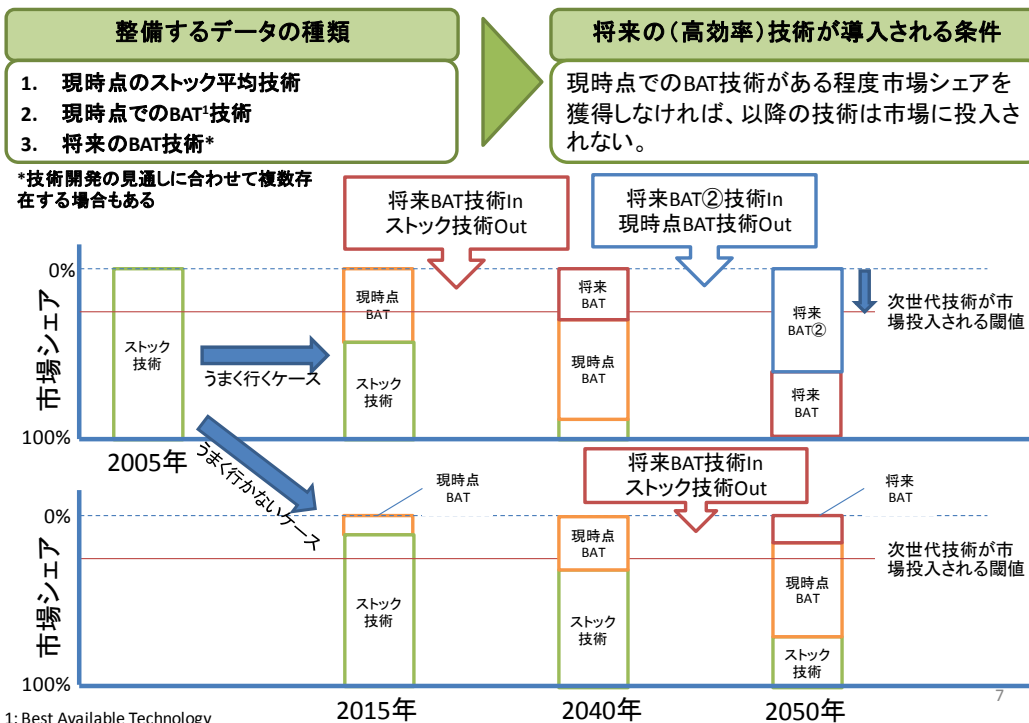 整備するデータの種類
1. 現時点のストック平均技術
2. 現時点でのBAT¹技術
3. 将来のBAT技術*
*技術開発の見通しに合わせて複数存
在する場合もある
将来の(高効率)技術が導入される条件
現時点でのBAT技術がある程度市場シェアを
獲得しなければ、以降の技術は市場に投入さ
れない。
将来BAT技術In
ストック技術Out
将来BAT②技術In
現時点BAT技術Out
0%
市場シェア
100%
ストック
技術
2005年
うまく行くケース
現時点
BAT
ストック
技術
将来
BAT
現時点
BAT
将来
BAT②
将来
BAT
次世代技術が市
場投入される閾値
うまく行かないケース
将来BAT技術In
ストック技術Out
0%
市場シェア
100%
現時点
BAT
ストック
技術
現時点
BAT
ストック
技術
将来
BAT
現時点
BAT
ストック
技術
次世代技術が市
場投入される閾値
2015年
2040年
2050年
1: Best Available Technology
7